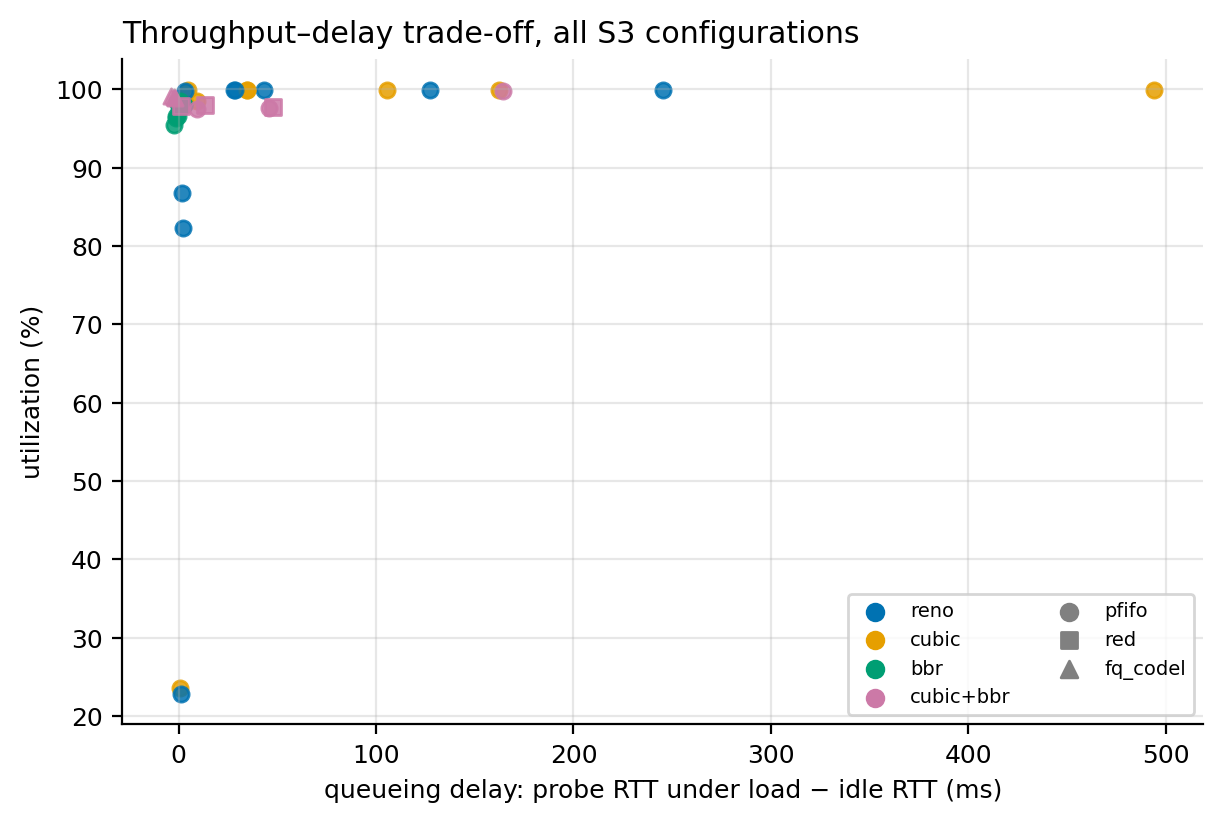 Throughput–delay trade-off, all S3 configurations
utilization (%)
100
90
80
70
60
50
40
30
20
0
100
200
300
400
500
queueing delay: probe RTT under load − idle RTT (ms)
reno
cubic
bbr
cubic+bbr
pfifo
red
fq_codel